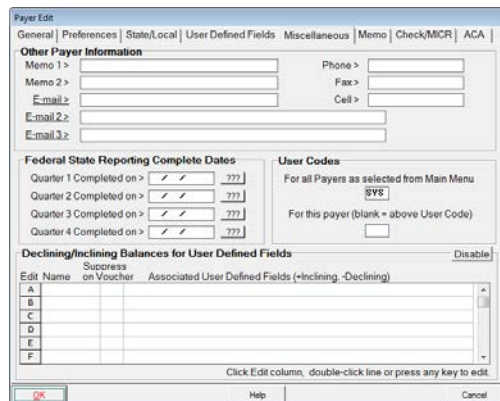 Payer Edit
General Preferences State/Local User Defined Fields Miscellaneous Memo Check/MICR ACA
Other Payer Information
Memo 1 > Phone >
Memo 2 > Fax >
E-mail > Cell >
E-mail 2 >
E-mail 3 >
Federal State Reporting Complete Dates User Codes
Quarter 1 Completed on > / / ??? For all Payers as selected from Main Menu
Quarter 2 Completed on > / / ??? SYS
Quarter 3 Completed on > / / ??? For this payer (blank = above User Code)
Quarter 4 Completed on > / / ???
Declining/Inclining Balances for User Defined Fields Disable
Suppress
Edit Name on Voucher Associated User Defined Fields (+Inclining, -Declining)
A
B
C
D
E
F
Click Edit column, double-click line or press any key to edit.
OK Help Cancel